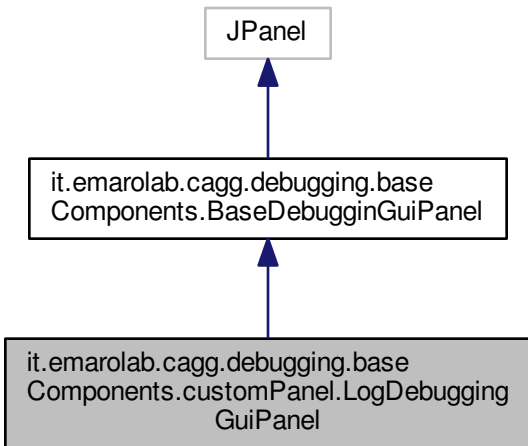 JPanel
it.emarolab.cagg.debugging.base
Components.BaseDebugginGuiPanel
it.emarolab.cagg.debugging.base
Components.customPanel.LogDebugging
GuiPanel